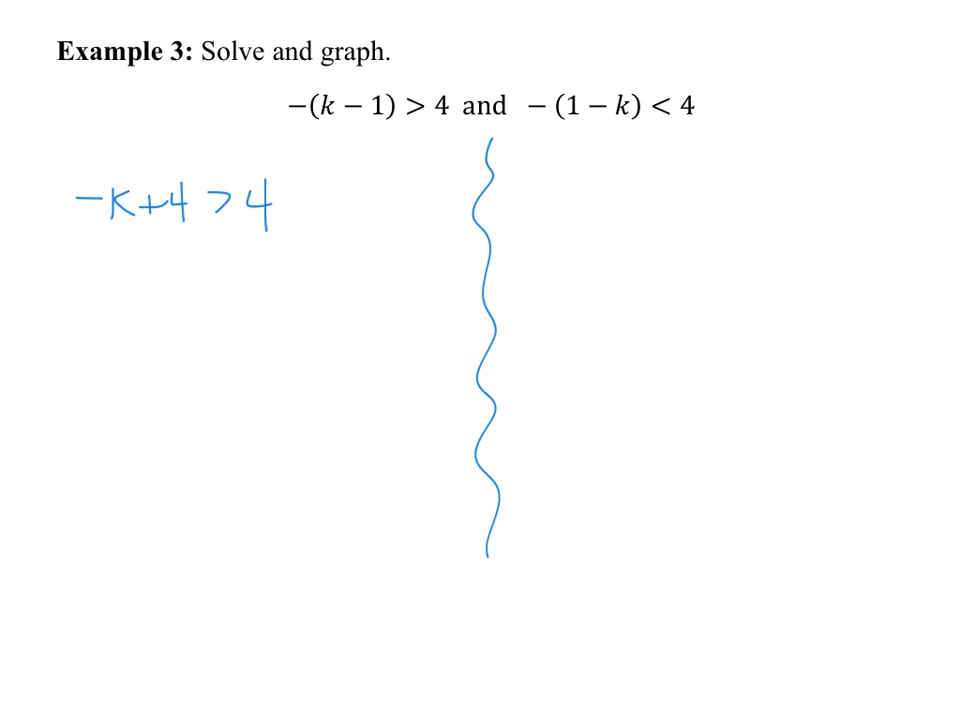 Example 3: Solve and graph.
−(k − 1) > 4 and − (1 − k) < 4
−k+4 > 4